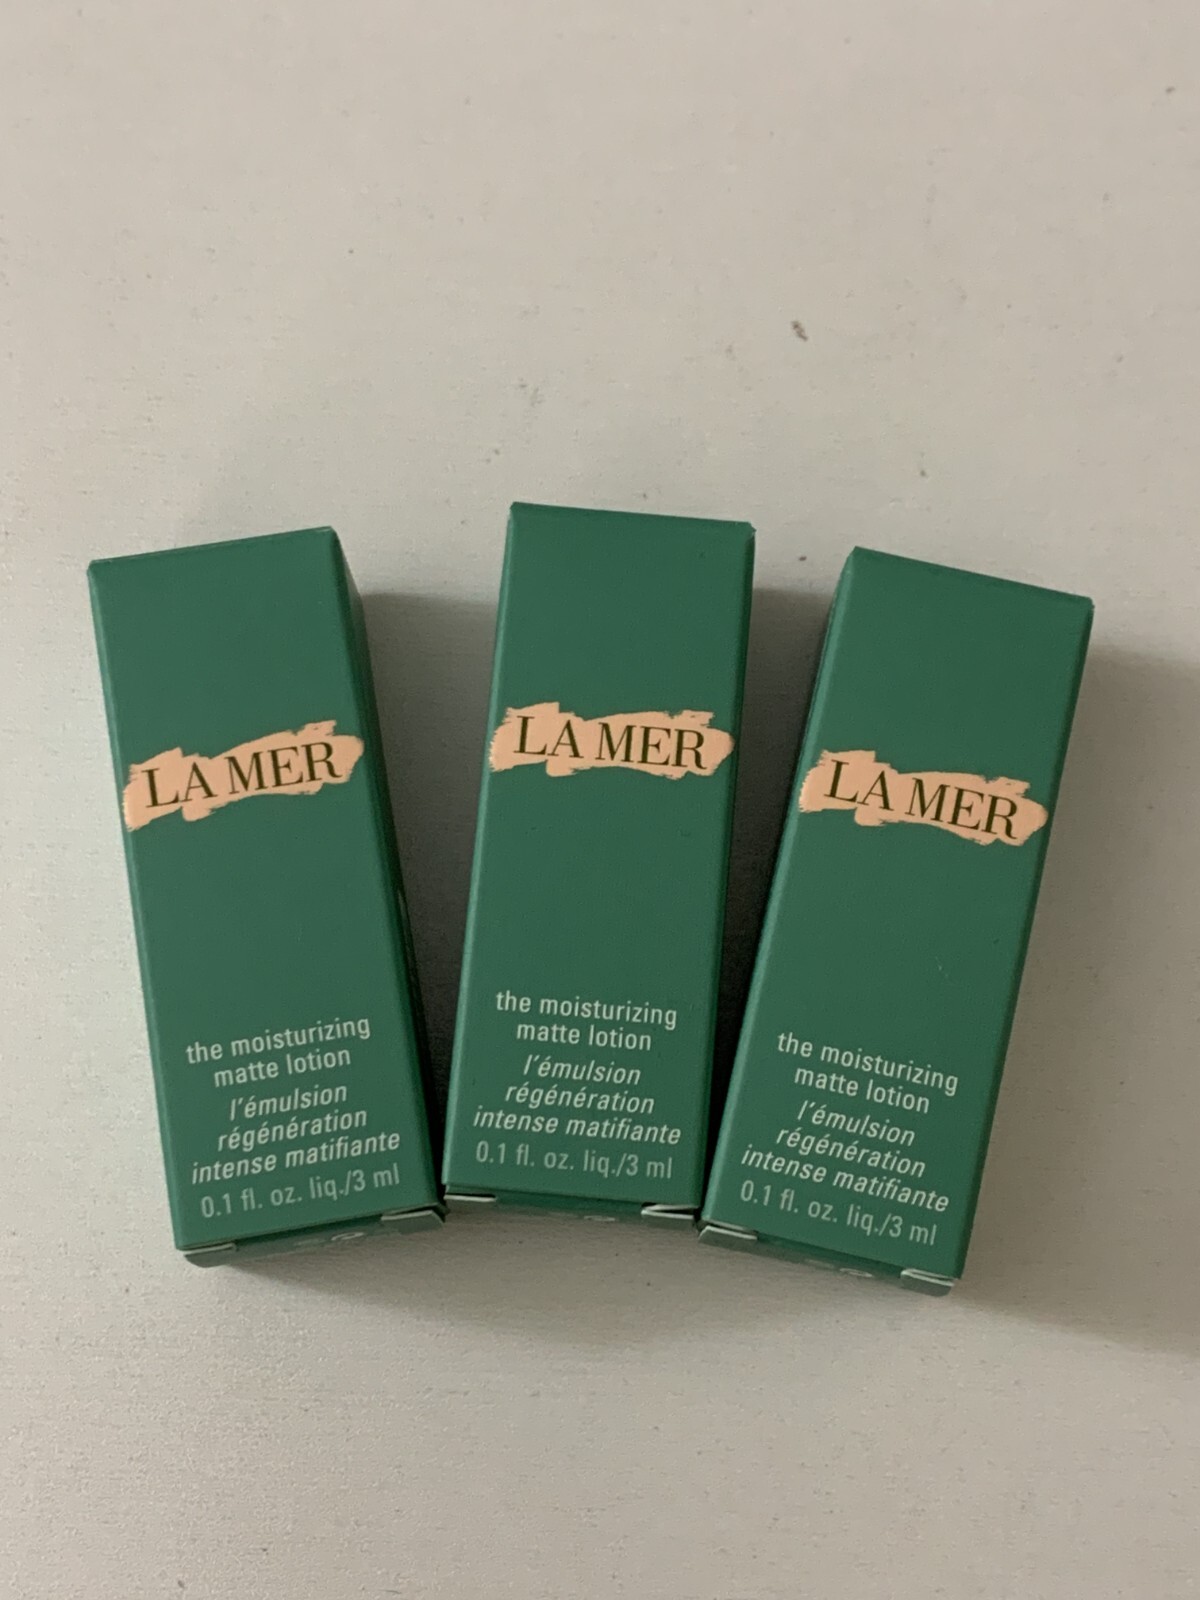 LA MER
the moisturizing
matte lotion
l'émulsion
régénération
intense matifiante
0.1 fl. oz. liq./3 ml
LA MER
the moisturizing
matte lotion
l'émulsion
régénération
intense matifiante
0.1 fl. oz. liq./3 ml
LA MER
the moisturizing
matte lotion
l'émulsion
régénération
intense matifiante
0.1 fl. oz. liq./3 ml